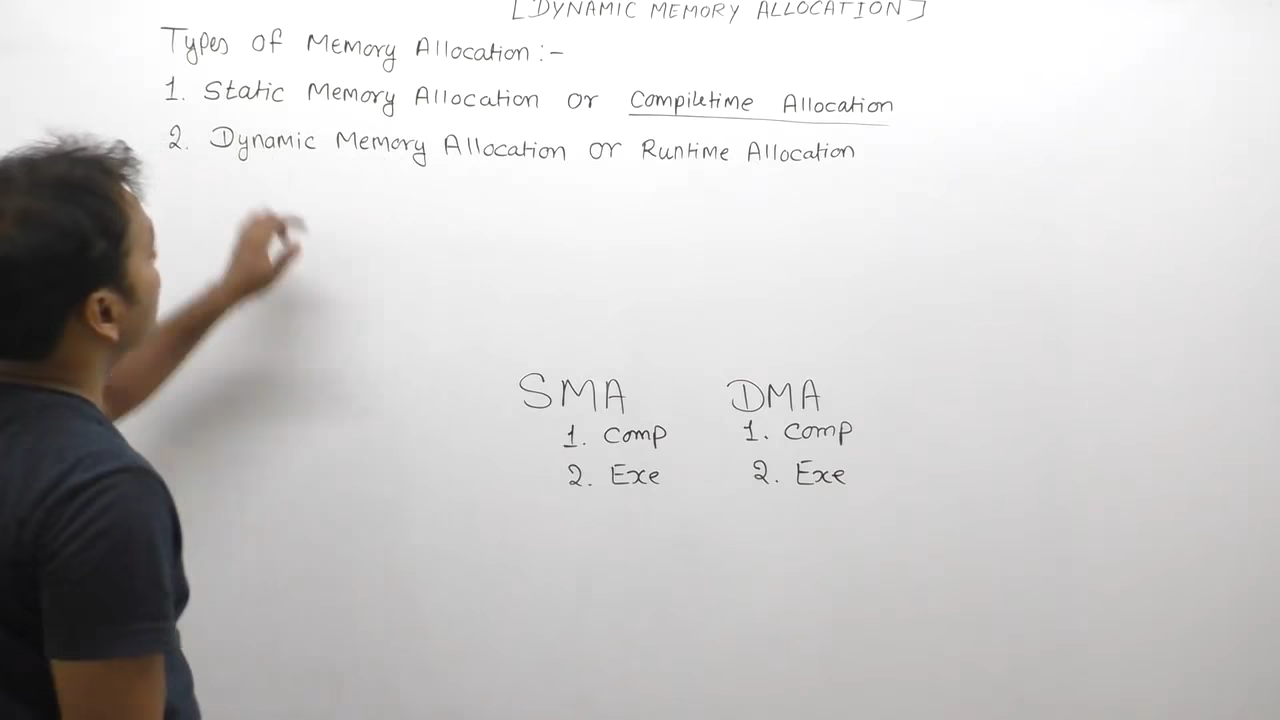 [DYNAMIC MEMORY ALLOCATION]
Types of Memory Allocation :-
1. Static Memory Allocation or Compiletime Allocation
2. Dynamic Memory Allocation or Runtime Allocation
SMA DMA
1. Comp 1. Comp
2. Exe 2. Exe